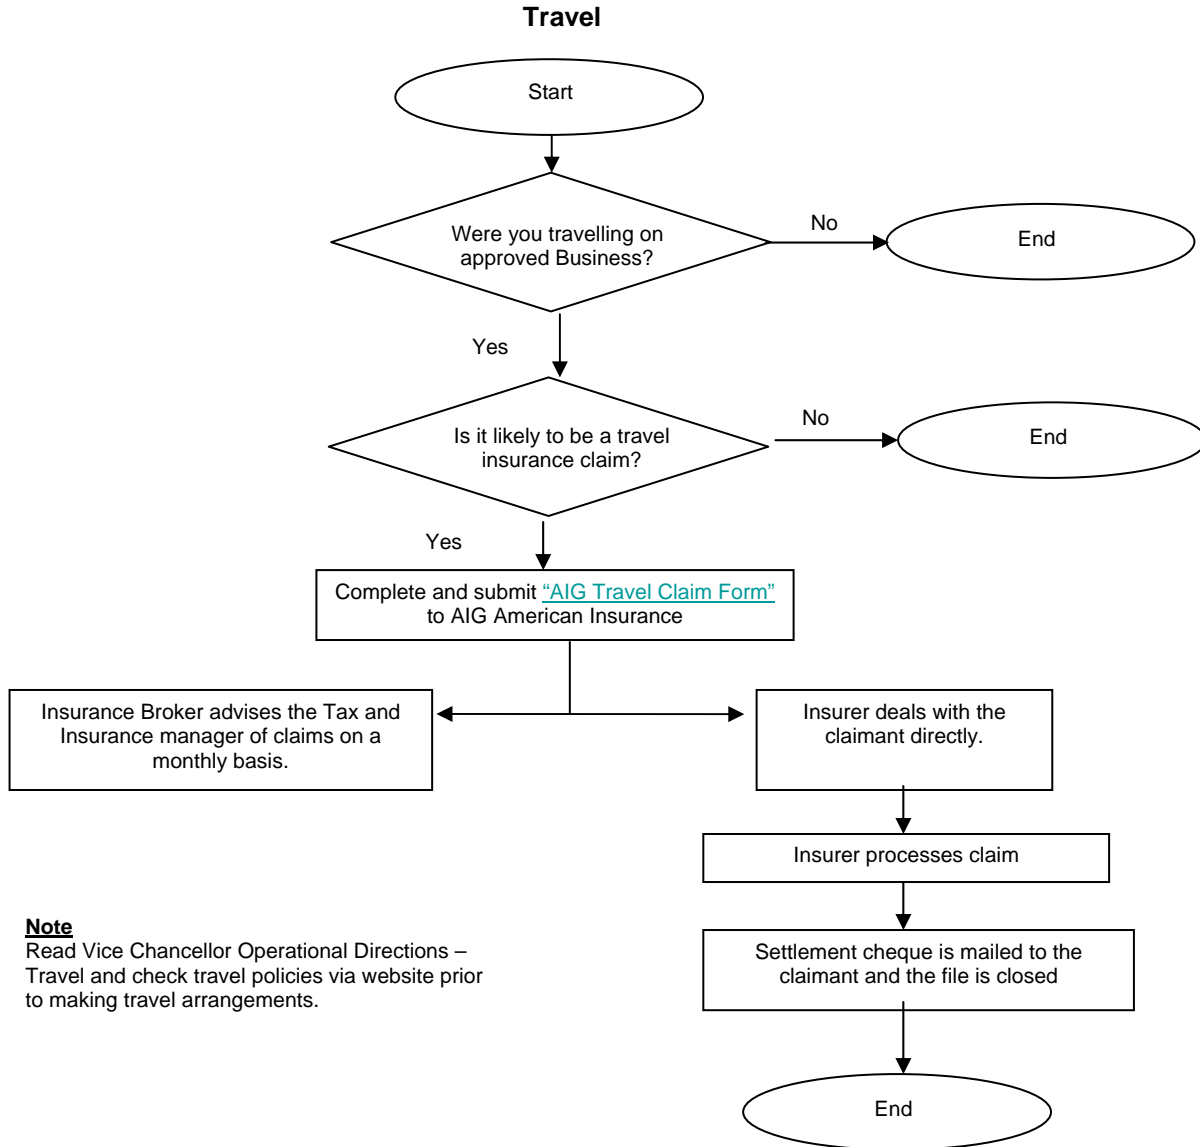 Travel
Start
Were you travelling on
approved Business?
No
End
Yes
Is it likely to be a travel
insurance claim?
No
End
Yes
Complete and submit “AIG Travel Claim Form”
to AIG American Insurance
Insurance Broker advises the Tax and
Insurance manager of claims on a
monthly basis.
Insurer deals with the
claimant directly.
Insurer processes claim
Note
Read Vice Chancellor Operational Directions –
Travel and check travel policies via website prior
to making travel arrangements.
Settlement cheque is mailed to the
claimant and the file is closed
End